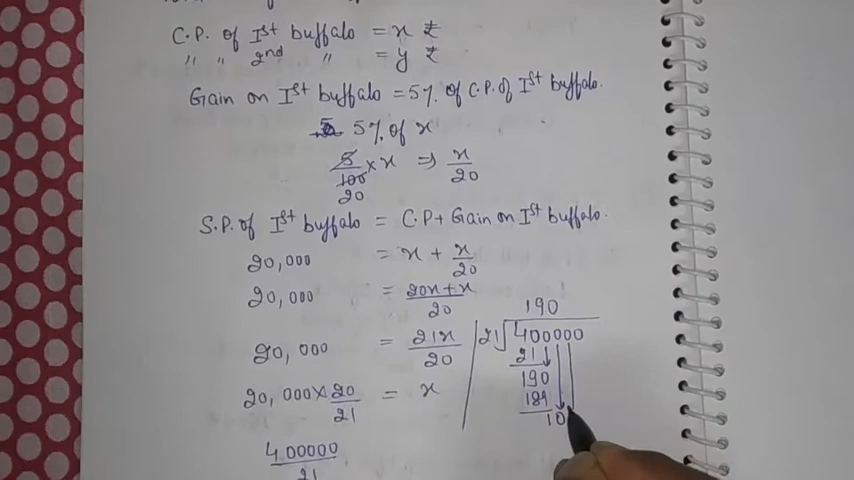 C.P. of Ist buffalo = x ₹
" " 2nd " = y ₹
Gain on Ist buffalo = 5% of C.P. of Ist buffalo.
5% of x
5/100 × x ⇒ x/20
20
S.P. of Ist buffalo = C.P + Gain on Ist buffalo.
20,000 = x + x/20
20,000 = 20x + x/20
190
20,000 = 21x/20
21 400000
21
20,000 × 20/21 = x
190
189
10
400000/21